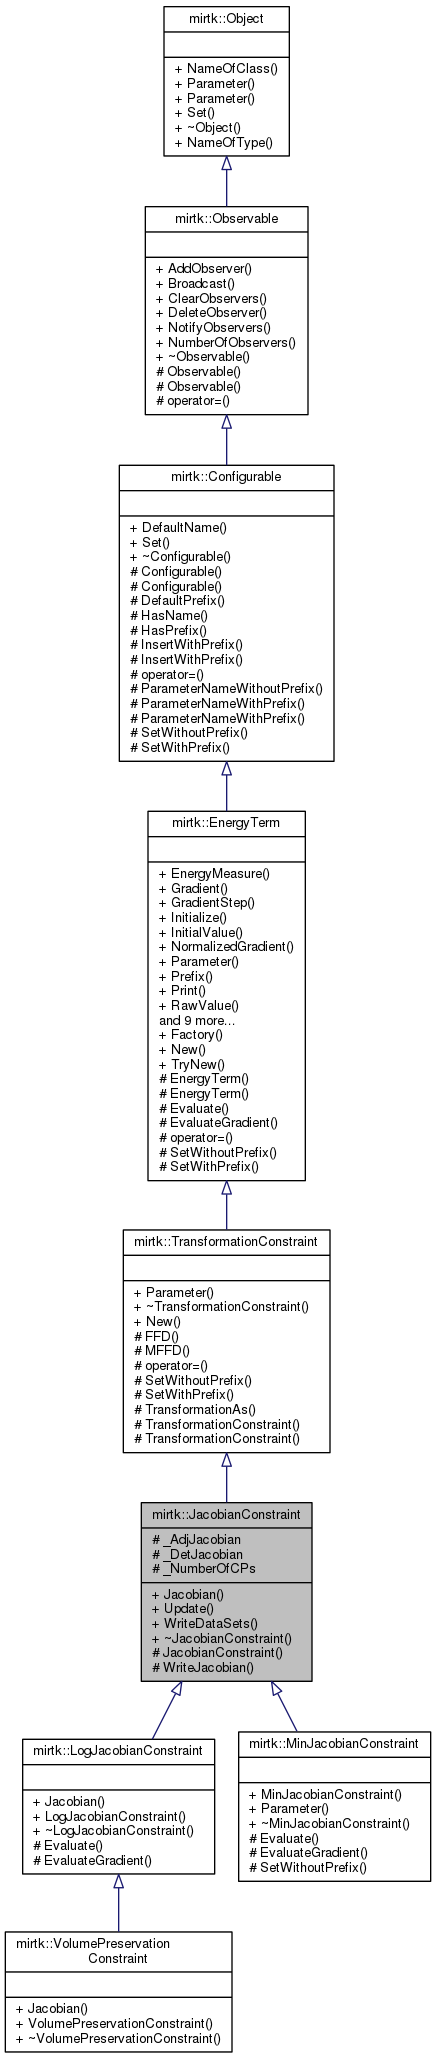 mirtk::Object
+ NameOfClass()
+ Parameter()
+ Parameter()
+ Set()
+ ~Object()
+ NameOfType()
mirtk::Observable
+ AddObserver()
+ Broadcast()
+ ClearObservers()
+ DeleteObserver()
+ NotifyObservers()
+ NumberOfObservers()
+ ~Observable()
# Observable()
# Observable()
# operator=()
mirtk::Configurable
+ DefaultName()
+ Set()
+ ~Configurable()
# Configurable()
# Configurable()
# DefaultPrefix()
# HasName()
# HasPrefix()
# InsertWithPrefix()
# InsertWithPrefix()
# operator=()
# ParameterNameWithoutPrefix()
# ParameterNameWithPrefix()
# ParameterNameWithPrefix()
# SetWithoutPrefix()
# SetWithPrefix()
mirtk::EnergyTerm
+ EnergyMeasure()
+ Gradient()
+ GradientStep()
+ Initialize()
+ InitialValue()
+ NormalizedGradient()
+ Parameter()
+ Prefix()
+ Print()
+ RawValue()
and 9 more...
+ Factory()
+ New()
+ TryNew()
# EnergyTerm()
# EnergyTerm()
# Evaluate()
# EvaluateGradient()
# operator=()
# SetWithoutPrefix()
# SetWithPrefix()
mirtk::TransformationConstraint
+ Parameter()
+ ~TransformationConstraint()
+ New()
# FFD()
# MFFD()
# operator=()
# SetWithoutPrefix()
# SetWithPrefix()
# TransformationAs()
# TransformationConstraint()
# TransformationConstraint()
mirtk::JacobianConstraint
# _AdjJacobian
# _DetJacobian
# _NumberOfCPs
+ Jacobian()
+ Update()
+ WriteDataSets()
+ ~JacobianConstraint()
# JacobianConstraint()
# WriteJacobian()
mirtk::LogJacobianConstraint
+ Jacobian()
+ LogJacobianConstraint()
+ ~LogJacobianConstraint()
# Evaluate()
# EvaluateGradient()
mirtk::MinJacobianConstraint
+ MinJacobianConstraint()
+ Parameter()
+ ~MinJacobianConstraint()
# Evaluate()
# EvaluateGradient()
# SetWithoutPrefix()
mirtk::VolumePreservation
Constraint
+ Jacobian()
+ VolumePreservationConstraint()
+ ~VolumePreservationConstraint()